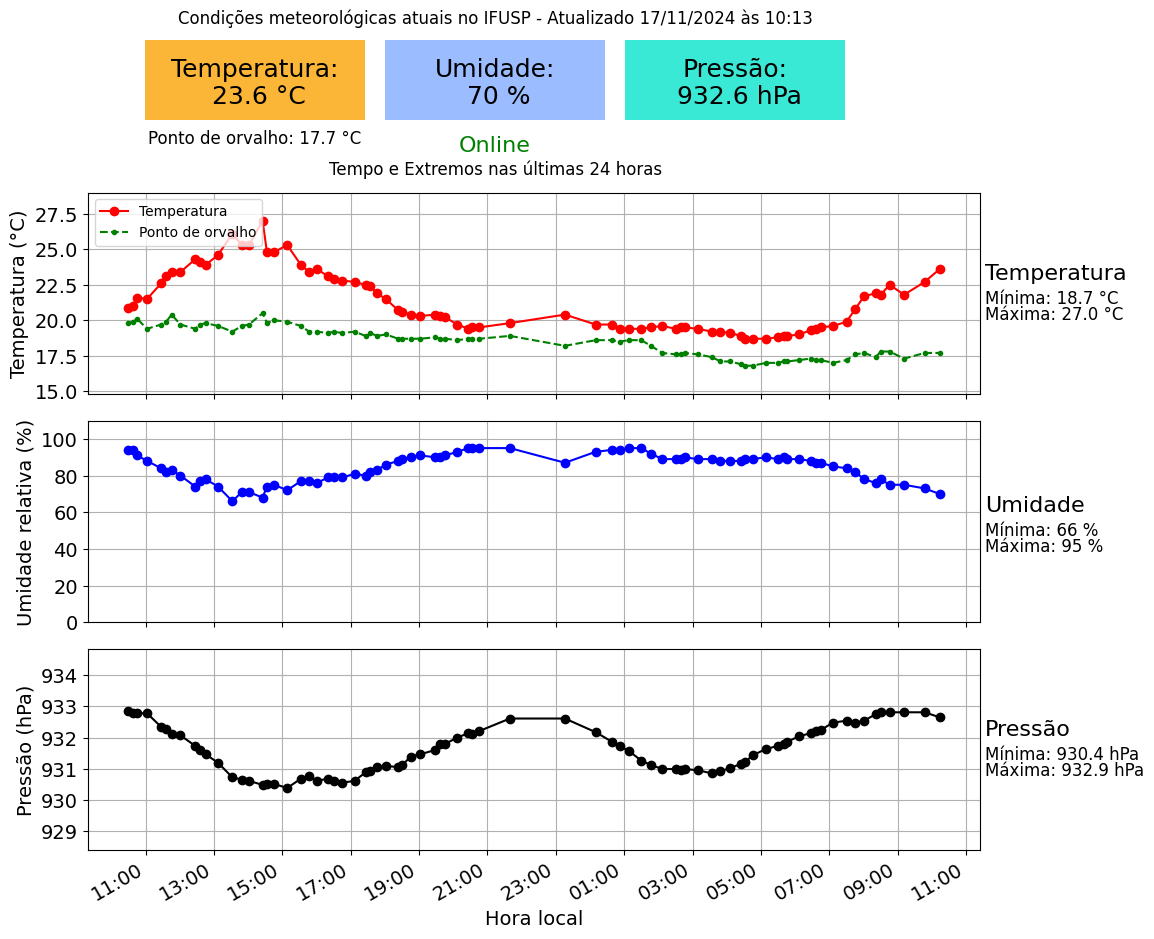 Condições meteorológicas atuais no IFUSP - Atualizado 17/11/2024 às 10:13
Temperatura:
23.6 °C
Umidade:
70 %
Pressão:
932.6 hPa
Ponto de orvalho: 17.7 °C
Online
Tempo e Extremos nas últimas 24 horas
Temperatura (°C)
27.5
25.0
22.5
20.0
17.5
15.0
Temperatura
Ponto de orvalho
Temperatura
Mínima: 18.7 °C
Máxima: 27.0 °C
Umidade relativa (%)
100
80
60
40
20
0
Umidade
Mínima: 66 %
Máxima: 95 %
Pressão (hPa)
934
933
932
931
930
929
Pressão
Mínima: 930.4 hPa
Máxima: 932.9 hPa
11:00 13:00 15:00 17:00 19:00 21:00 23:00 01:00 03:00 05:00 07:00 09:00 11:00
Hora local